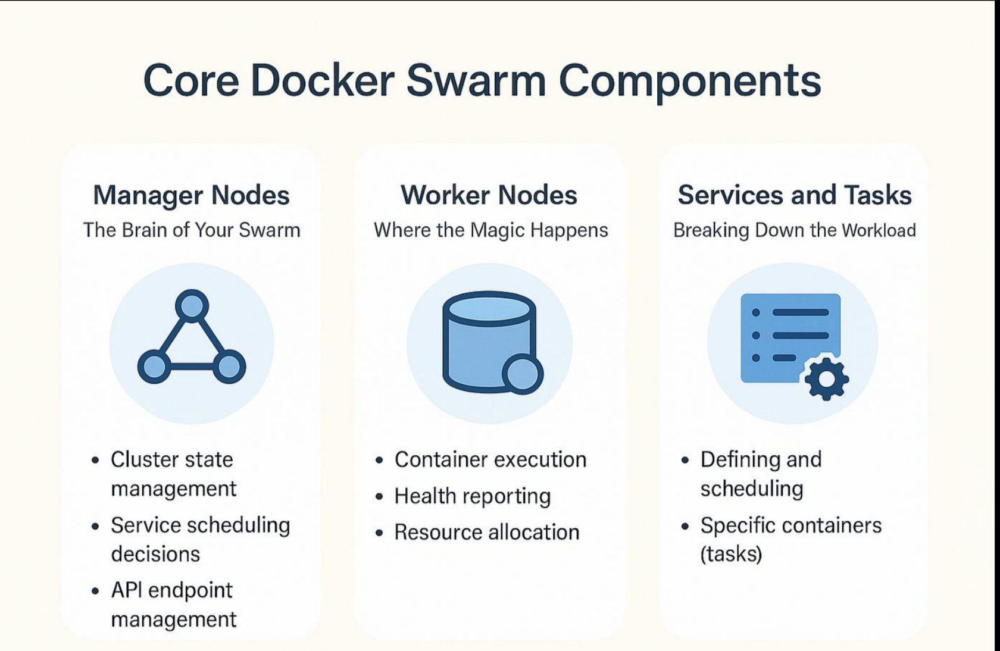 Core Docker Swarm Components
Manager Nodes
The Brain of Your Swarm
• Cluster state
management
• Service scheduling
decisions
• API endpoint
management
Worker Nodes
Where the Magic Happens
• Container execution
• Health reporting
• Resource allocation
Services and Tasks
Breaking Down the Workload
• Defining and
scheduling
• Specific containers
(tasks)